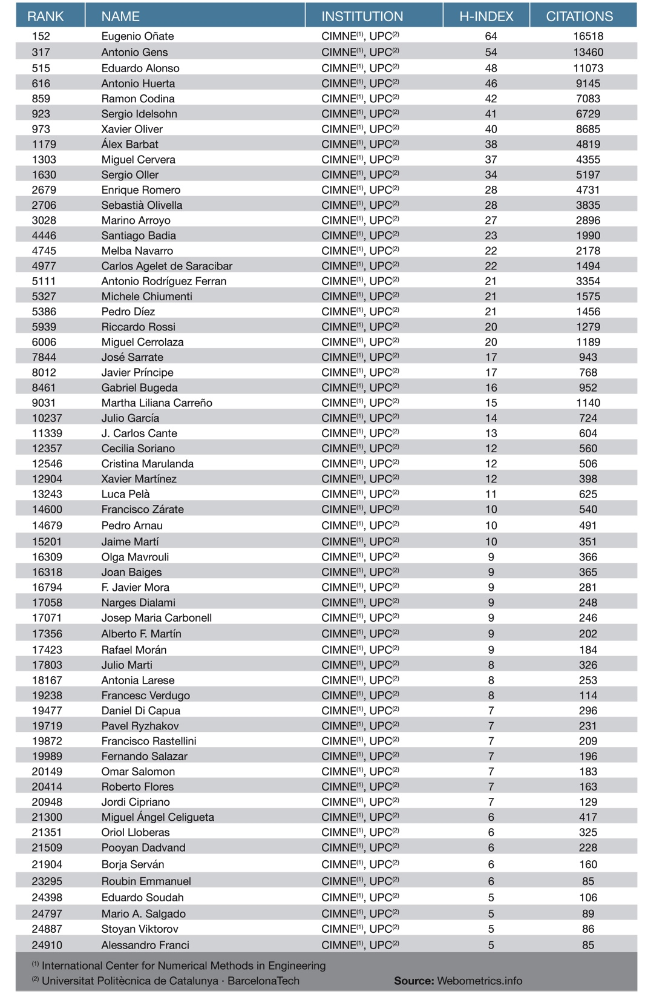 RANK NAME INSTITUTION H-INDEX CITATIONS
152 Eugenio Oñate CIMNE(1), UPC(2) 64 16518
317 Antonio Gens CIMNE(1), UPC(2) 54 13460
515 Eduardo Alonso CIMNE(1), UPC(2) 48 11073
616 Antonio Huerta CIMNE(1), UPC(2) 46 9145
859 Ramon Codina CIMNE(1), UPC(2) 42 7083
923 Sergio Idelsohn CIMNE(1), UPC(2) 41 6729
973 Xavier Oliver CIMNE(1), UPC(2) 40 8685
1179 Álex Barbat CIMNE(1), UPC(2) 38 4819
1303 Miguel Cervera CIMNE(1), UPC(2) 37 4355
1630 Sergio Oller CIMNE(1), UPC(2) 34 5197
2679 Enrique Romero CIMNE(1), UPC(2) 28 4731
2706 Sebastià Olivella CIMNE(1), UPC(2) 28 3835
3028 Marino Arroyo CIMNE(1), UPC(2) 27 2896
4446 Santiago Badia CIMNE(1), UPC(2) 23 1990
4745 Melba Navarro CIMNE(1), UPC(2) 22 2178
4977 Carlos Agelet de Saracibar CIMNE(1), UPC(2) 22 1494
5111 Antonio Rodríguez Ferran CIMNE(1), UPC(2) 21 3354
5327 Michele Chiumenti CIMNE(1), UPC(2) 21 1575
5386 Pedro Díez CIMNE(1), UPC(2) 21 1456
5939 Riccardo Rossi CIMNE(1), UPC(2) 20 1279
6006 Miguel Cerrolaza CIMNE(1), UPC(2) 20 1189
7844 José Sarrate CIMNE(1), UPC(2) 17 943
8012 Javier Príncipe CIMNE(1), UPC(2) 17 768
8461 Gabriel Bugeda CIMNE(1), UPC(2) 16 952
9031 Martha Liliana Carreño CIMNE(1), UPC(2) 15 1140
10237 Julio García CIMNE(1), UPC(2) 14 724
11339 J. Carlos Cante CIMNE(1), UPC(2) 13 604
12357 Cecilia Soriano CIMNE(1), UPC(2) 12 560
12546 Cristina Marulanda CIMNE(1), UPC(2) 12 506
12904 Xavier Martínez CIMNE(1), UPC(2) 12 398
13243 Luca Pelà CIMNE(1), UPC(2) 11 625
14600 Francisco Zárate CIMNE(1), UPC(2) 10 540
14679 Pedro Arnau CIMNE(1), UPC(2) 10 491
15201 Jaime Martí CIMNE(1), UPC(2) 10 351
16309 Olga Mavrouli CIMNE(1), UPC(2) 9 366
16318 Joan Baiges CIMNE(1), UPC(2) 9 365
16794 F. Javier Mora CIMNE(1), UPC(2) 9 281
17058 Narges Dialami CIMNE(1), UPC(2) 9 248
17071 Josep Maria Carbonell CIMNE(1), UPC(2) 9 246
17356 Alberto F. Martín CIMNE(1), UPC(2) 9 202
17423 Rafael Morán CIMNE(1), UPC(2) 9 184
17803 Julio Marti CIMNE(1), UPC(2) 8 326
18167 Antonia Larese CIMNE(1), UPC(2) 8 253
19238 Francesc Verdugo CIMNE(1), UPC(2) 8 114
19477 Daniel Di Capua CIMNE(1), UPC(2) 7 296
19719 Pavel Ryzhakov CIMNE(1), UPC(2) 7 231
19872 Francisco Rastellini CIMNE(1), UPC(2) 7 209
19989 Fernando Salazar CIMNE(1), UPC(2) 7 196
20149 Omar Salomon CIMNE(1), UPC(2) 7 183
20414 Roberto Flores CIMNE(1), UPC(2) 7 163
20948 Jordi Cipriano CIMNE(1), UPC(2) 7 129
21300 Miguel Ángel Celigueta CIMNE(1), UPC(2) 6 417
21351 Oriol Lloberas CIMNE(1), UPC(2) 6 325
21509 Pooyan Dadvand CIMNE(1), UPC(2) 6 228
21904 Borja Serván CIMNE(1), UPC(2) 6 160
23295 Roubin Emmanuel CIMNE(1), UPC(2) 6 85
24398 Eduardo Soudah CIMNE(1), UPC(2) 5 106
24797 Mario A. Salgado CIMNE(1), UPC(2) 5 89
24887 Stoyan Viktorov CIMNE(1), UPC(2) 5 86
24910 Alessandro Franci CIMNE(1), UPC(2) 5 85
(1) International Center for Numerical Methods in Engineering
(2) Universitat Politècnica de Catalunya · BarcelonaTech Source: Webometrics.info